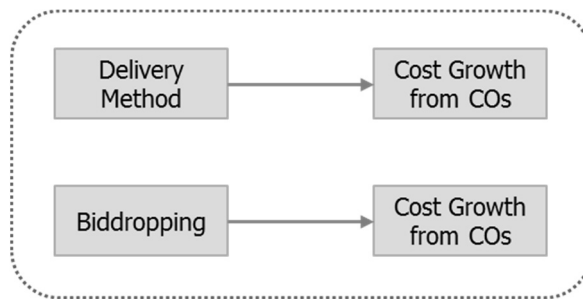 Delivery
Method
Cost Growth
from COs
Biddropping
Cost Growth
from COs